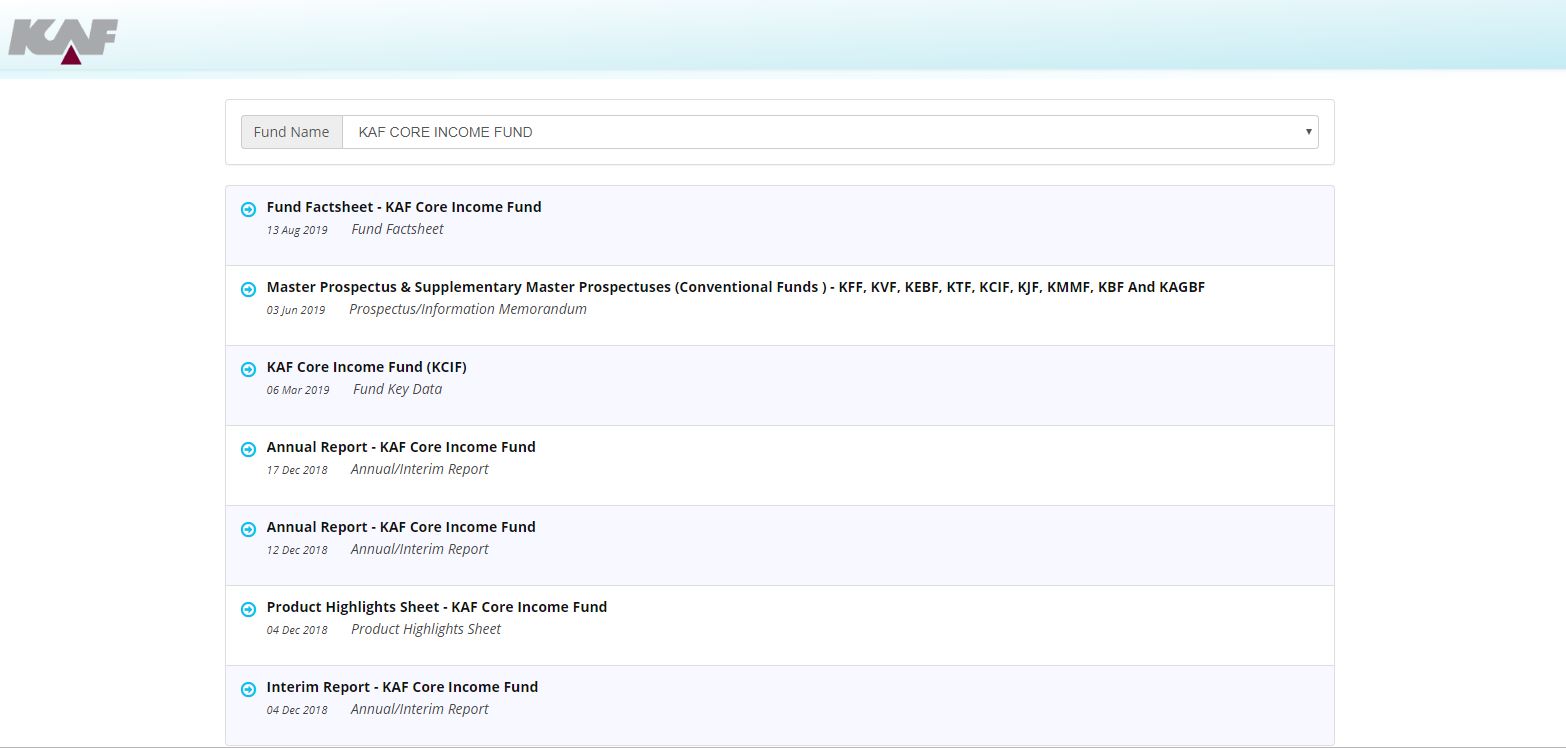 KAF
Fund Name KAF CORE INCOME FUND
Fund Factsheet - KAF Core Income Fund
13 Aug 2019 Fund Factsheet
Master Prospectus & Supplementary Master Prospectuses (Conventional Funds ) - KFF, KVF, KEBF, KTF, KCIF, KJF, KMMF, KBF And KAGBF
03 Jun 2019 Prospectus/Information Memorandum
KAF Core Income Fund (KCIF)
06 Mar 2019 Fund Key Data
Annual Report - KAF Core Income Fund
17 Dec 2018 Annual/Interim Report
Annual Report - KAF Core Income Fund
12 Dec 2018 Annual/Interim Report
Product Highlights Sheet - KAF Core Income Fund
04 Dec 2018 Product Highlights Sheet
Interim Report - KAF Core Income Fund
04 Dec 2018 Annual/Interim Report